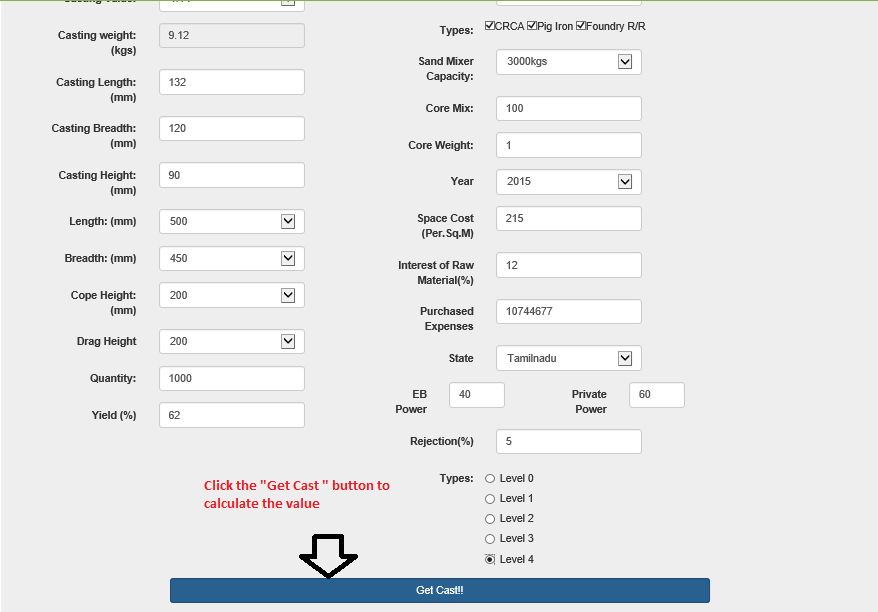 Casting weight: 9.12
(kgs)
Casting Length: 132
(mm)
Casting Breadth: 120
(mm)
Casting Height: 90
(mm)
Length: (mm) 500
Breadth: (mm) 450
Cope Height: 200
(mm)
Drag Height 200
Quantity: 1000
Yield (%) 62
Types: CRCA Pig Iron Foundry R/R
Sand Mixer 3000kgs
Capacity:
Core Mix: 100
Core Weight: 1
Year 2015
Space Cost 215
(Per.Sq.M)
Interest of Raw 12
Material(%)
Purchased 10744677
Expenses
State Tamilnadu
EB 40 Private 60
Power Power
Rejection(%) 5
Types: Level 0
Level 1
Level 2
Level 3
Level 4
Click the "Get Cast " button to
calculate the value
Get Cast!!